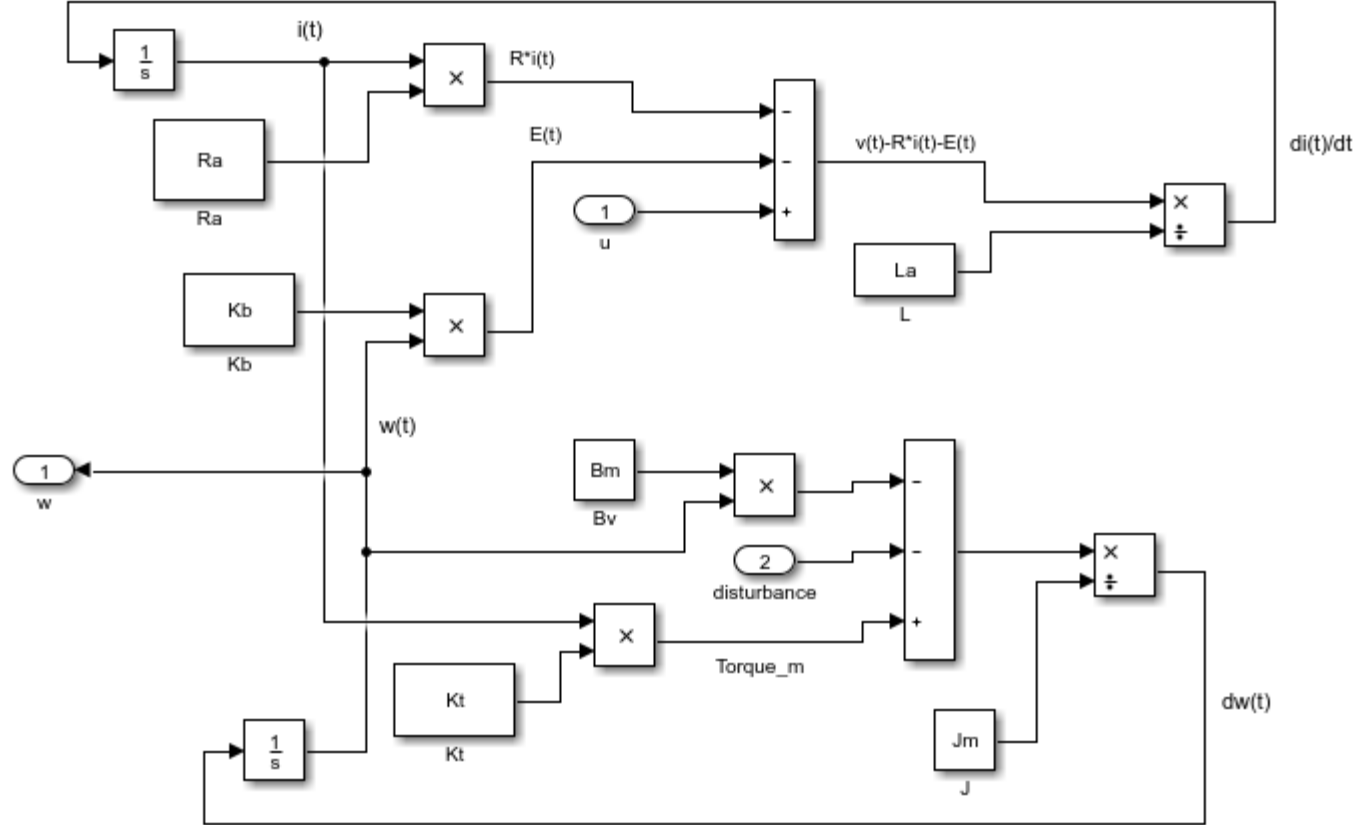 i(t)
1
s
×
R*i(t)
Ra
Ra
E(t)
−
−
+
v(t)-R*i(t)-E(t)
di(t)/dt
1
u
×
÷
La
L
Kb
Kb
×
w(t)
1
w
Bm
Bv
×
−
−
+
2
disturbance
×
÷
×
Torque_m
Kt
Kt
dw(t)
1
s
Jm
J